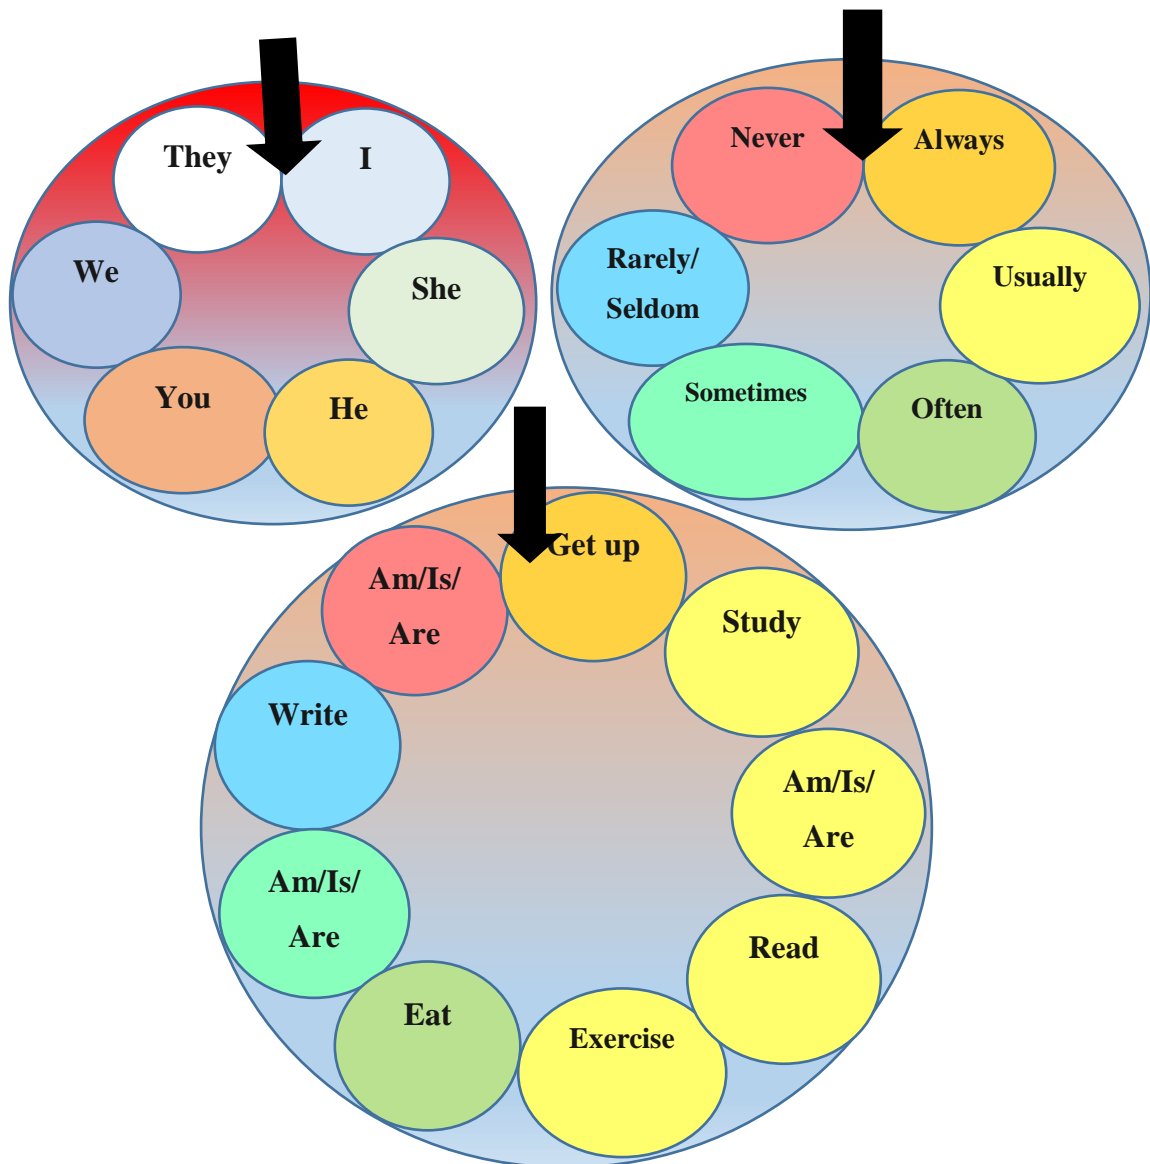 They
I
We
She
You
He
Never
Always
Rarely/
Seldom
Usually
Sometimes
Often
Get up
Am/Is/
Are
Study
Write
Am/Is/
Are
Am/Is/
Are
Read
Eat
Exercise